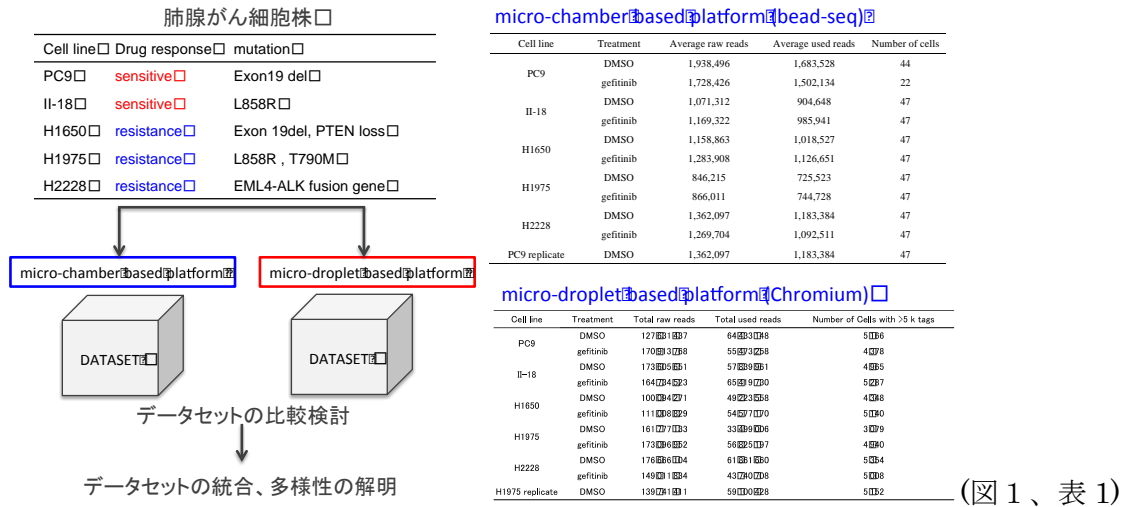 肺腺がん細胞株
Cell line Drug response mutation
PC9 sensitive Exon19 del
II-18 sensitive L858R
H1650 resistance Exon 19del, PTEN loss
H1975 resistance L858R , T790M
H2228 resistance EML4-ALK fusion gene
micro-chamber based platform
micro-droplet based platform
DATASET
DATASET
データセットの比較検討
データセットの統合、多様性の解明
micro-chamber based platform (bead-seq)
Cell line Treatment Average raw reads Average used reads Number of cells
PC9 DMSO 1,938,496 1,683,528 44
gefitinib 1,728,426 1,502,134 22
II-18 DMSO 1,071,312 904,648 47
gefitinib 1,169,322 985,941 47
H1650 DMSO 1,158,863 1,018,527 47
gefitinib 1,283,908 1,126,651 47
H1975 DMSO 846,215 725,523 47
gefitinib 866,011 744,728 47
H2228 DMSO 1,362,097 1,183,384 47
gefitinib 1,269,704 1,092,511 47
PC9 replicate DMSO 1,362,097 1,183,384 47
micro-droplet based platform (Chromium)
Cell line Treatment Total raw reads Total used reads Number of Cells with >5 k tags
PC9 DMSO
gefitinib
II-18 DMSO
gefitinib
H1650 DMSO
gefitinib
H1975 DMSO
gefitinib
H2228 DMSO
gefitinib
H1975 replicate DMSO
(図 1 、表 1)